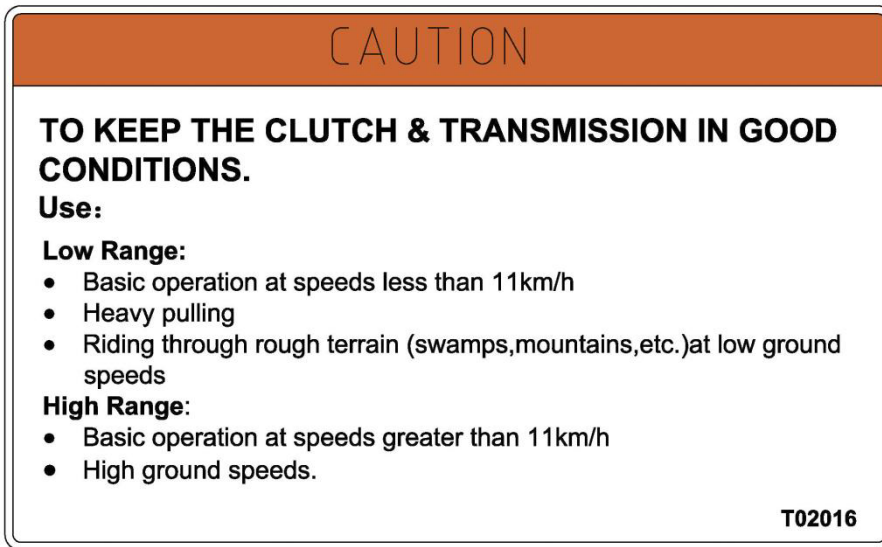 CAUTION
TO KEEP THE CLUTCH & TRANSMISSION IN GOOD
CONDITIONS.
Use：
Low Range:
• Basic operation at speeds less than 11km/h
• Heavy pulling
• Riding through rough terrain (swamps,mountains,etc.)at low ground
speeds
High Range:
• Basic operation at speeds greater than 11km/h
• High ground speeds.
T02016